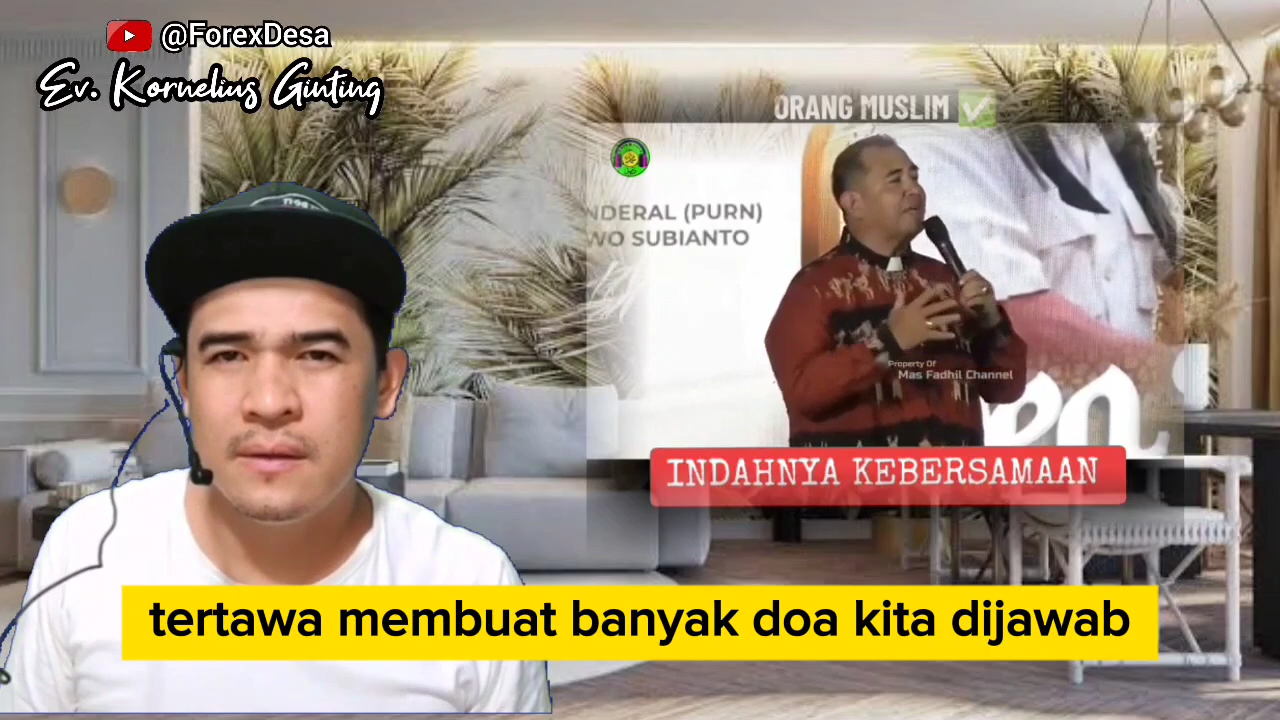 @ForexDesa
Ev. Kornelius Ginting
ORANG MUSLIM
NDERAL (PURN)
WO SUBIANTO
Property Of
Mas Fadhil Channel
INDAHNYA KEBERSAMAAN
tertawa membuat banyak doa kita dijawab